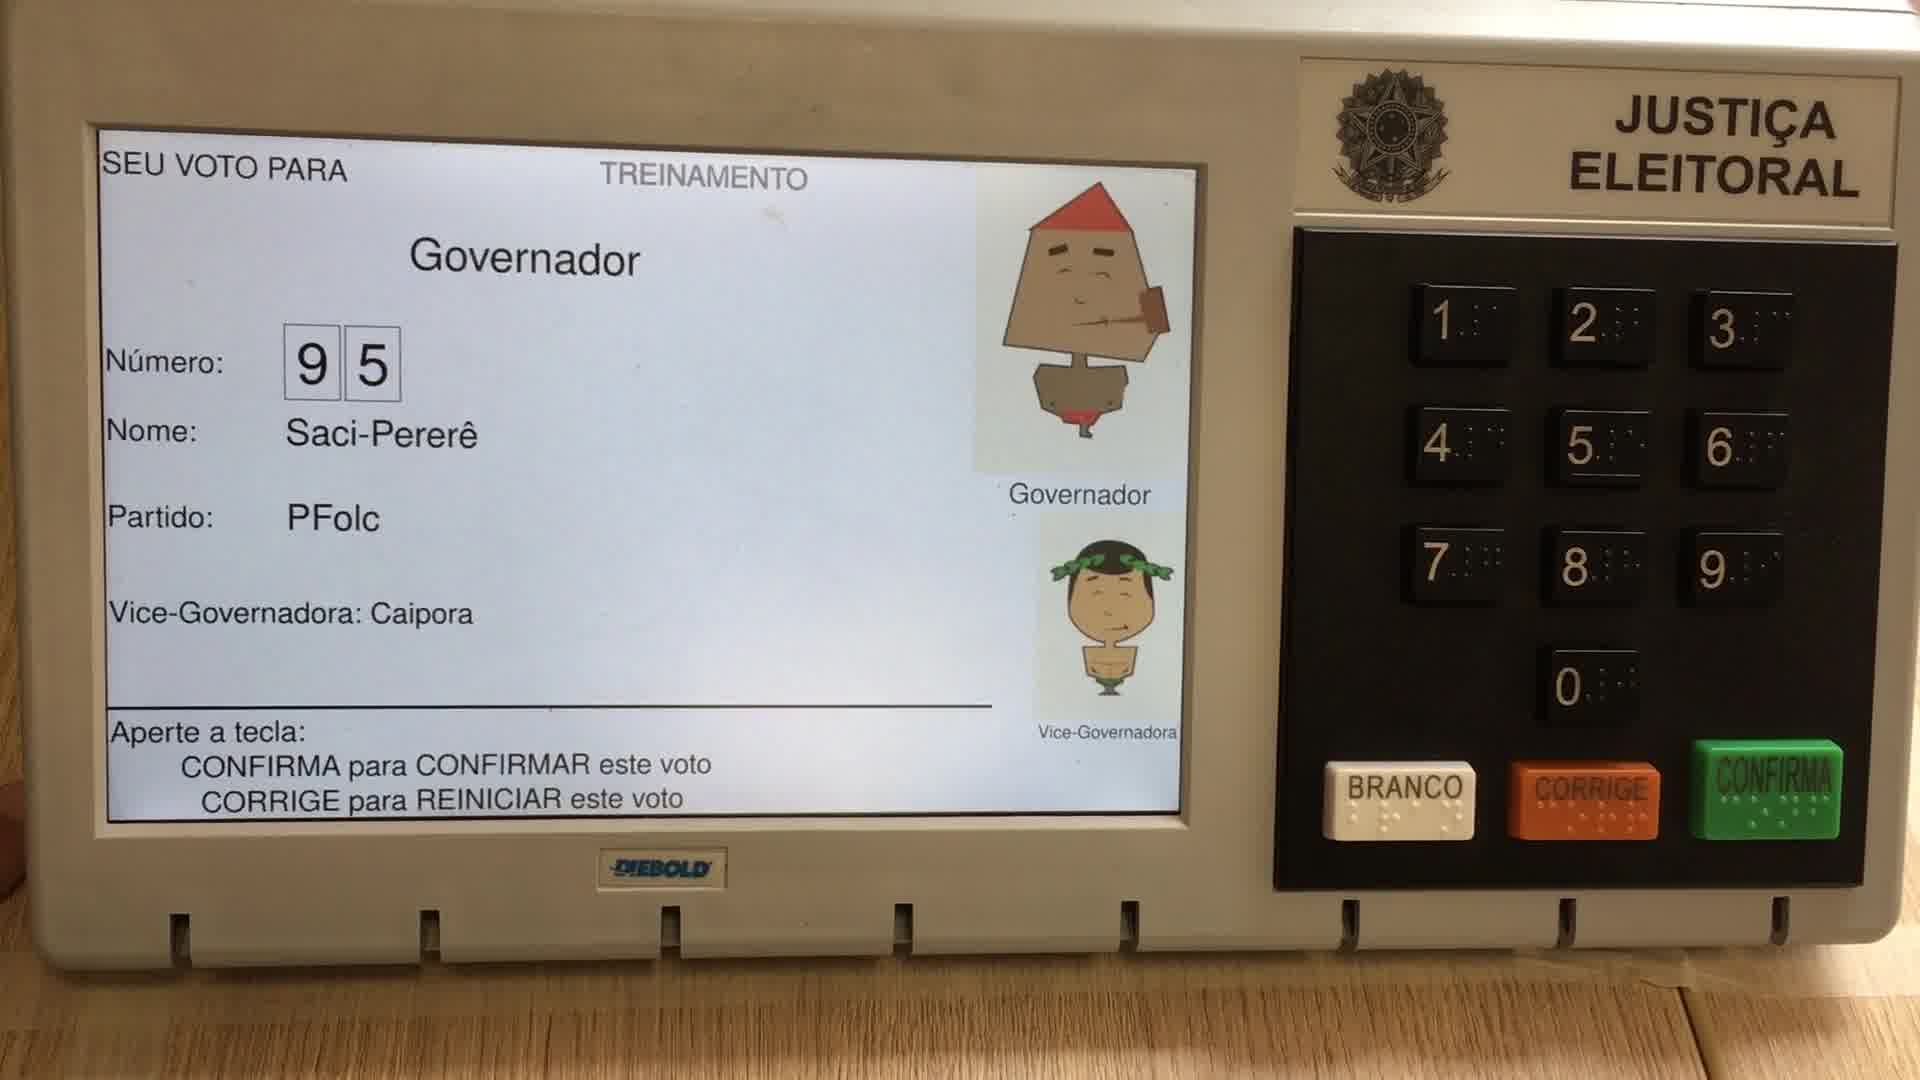 SEU VOTO PARA
TREINAMENTO
Governador
Número: 9 5
Nome: Saci-Pererê
Partido: PFolc
Vice-Governadora: Caipora
Aperte a tecla:
CONFIRMA para CONFIRMAR este voto
CORRIGE para REINICIAR este voto
Governador
Vice-Governadora
DIEBOLD
JUSTIÇA
ELEITORAL
1 2 3
4 5 6
7 8 9
0
BRANCO CORRIGE CONFIRMA